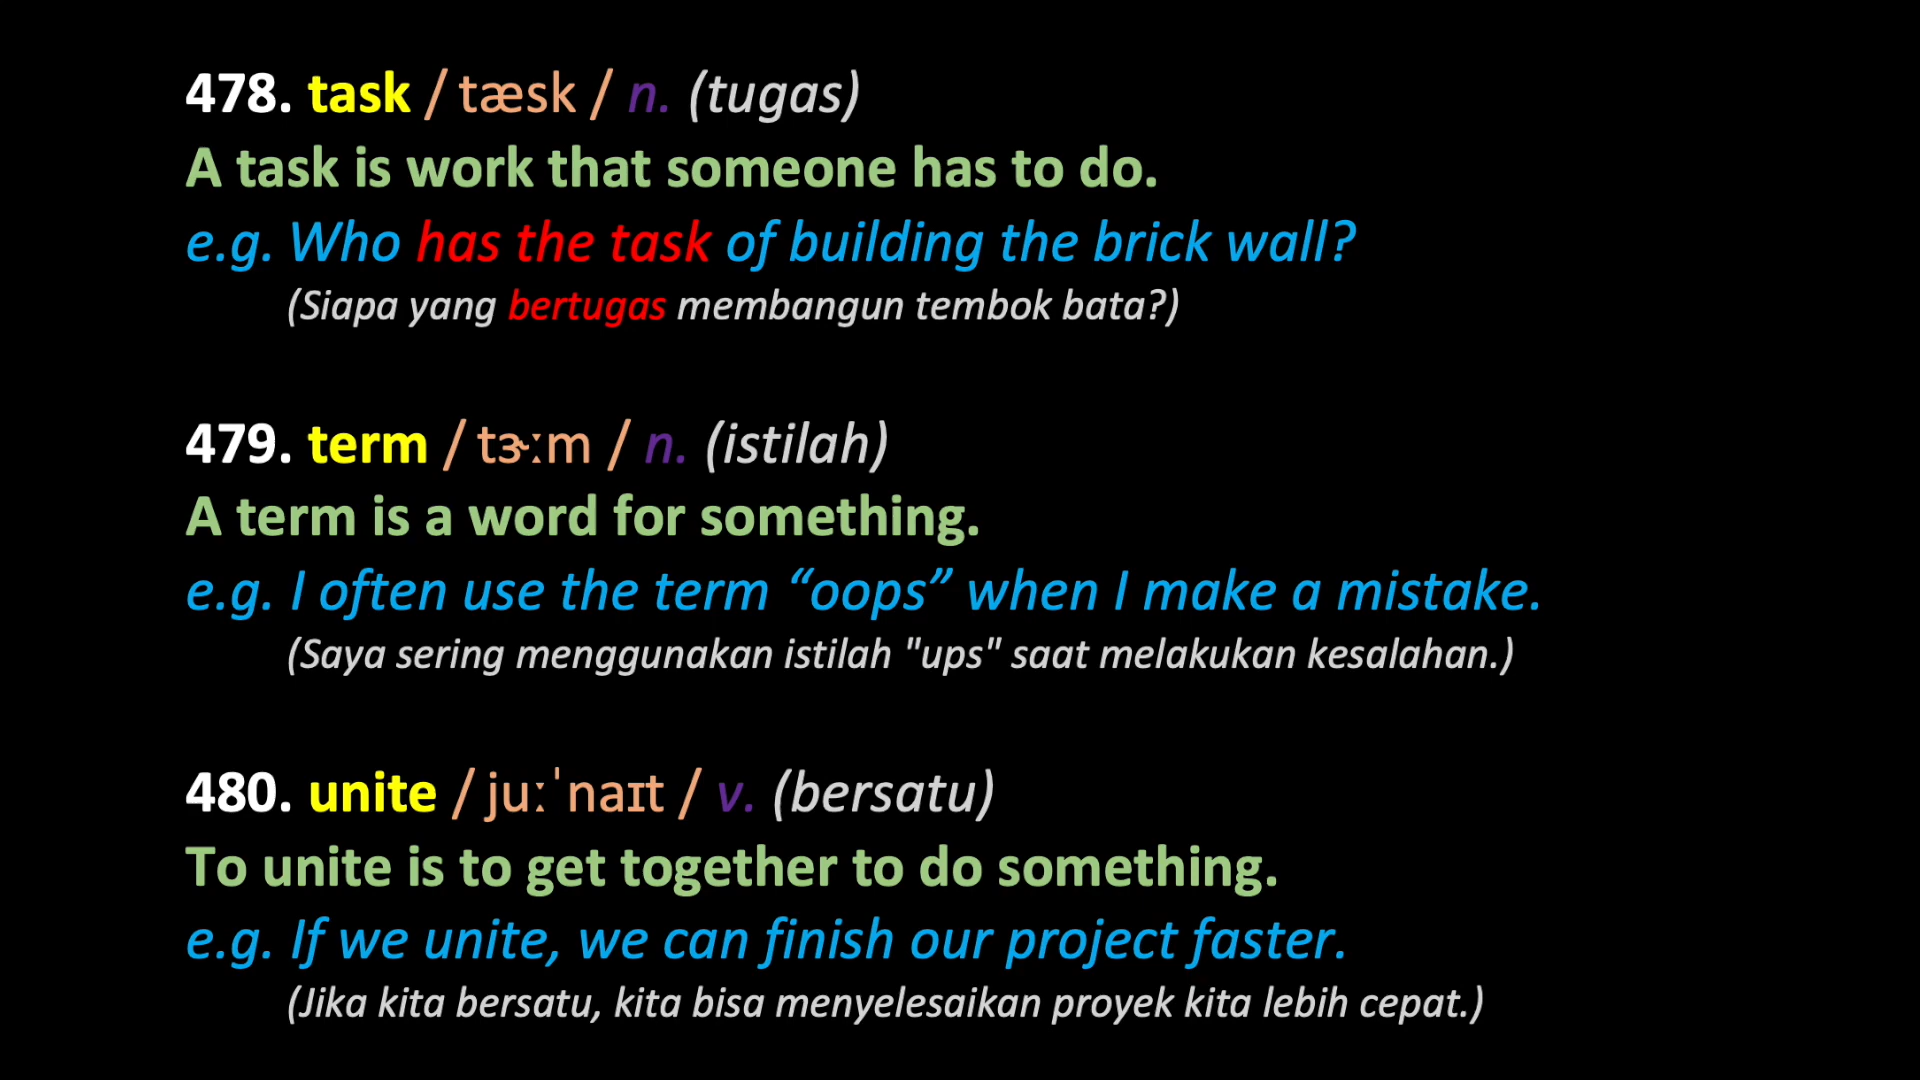 478. task / tæsk / n. (tugas)
A task is work that someone has to do.
e.g. Who has the task of building the brick wall?
(Siapa yang bertugas membangun tembok bata?)
479. term / tɝːm / n. (istilah)
A term is a word for something.
e.g. I often use the term “oops” when I make a mistake.
(Saya sering menggunakan istilah "ups" saat melakukan kesalahan.)
480. unite / juːˈnaɪt / v. (bersatu)
To unite is to get together to do something.
e.g. If we unite, we can finish our project faster.
(Jika kita bersatu, kita bisa menyelesaikan proyek kita lebih cepat.)